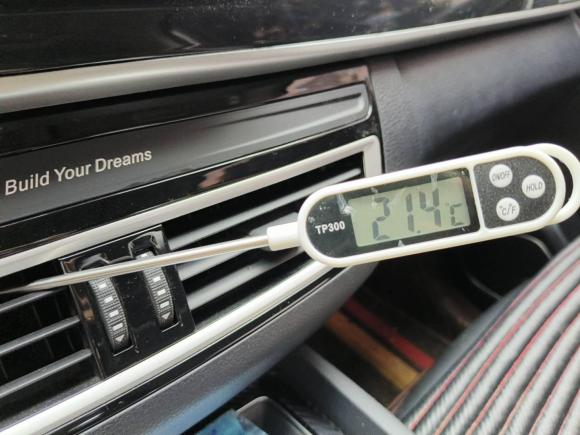 Build Your Dreams
TP300
21.4°C
ON/OFF
HOLD
°C/F